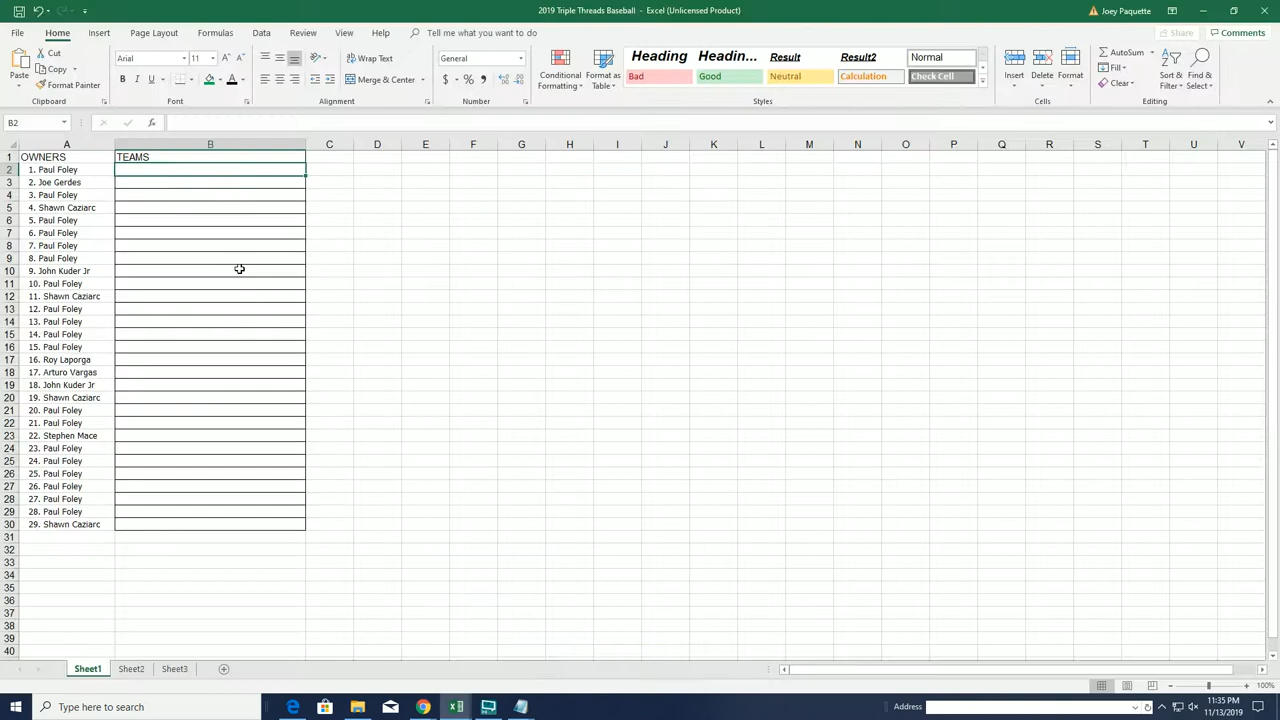 2019 Triple Threads Baseball - Excel (Unlicensed Product)
Joey Paquette
File Home Insert Page Layout Formulas Data Review View Help Tell me what you want to do
Share Comments
Paste Cut Copy Format Painter
Clipboard
Arial 11
B I U
Font
Wrap Text
Merge & Center
Alignment
General
$ % ,
Number
Conditional Formatting
Format as Table
Heading Headin... Result Result2 Normal
Bad Good Neutral Calculation Check Cell
Styles
Insert Delete Format
Cells
AutoSum
Fill
Clear
Sort & Filter
Find & Select
Editing
B2 fx
A B C D E F G H I J K L M N O P Q R S T U V
1 OWNERS TEAMS
2 1. Paul Foley
3 2. Joe Gerdes
4 3. Paul Foley
5 4. Shawn Caziarc
6 5. Paul Foley
7 6. Paul Foley
8 7. Paul Foley
9 8. Paul Foley
10 9. John Kuder Jr
11 10. Paul Foley
12 11. Shawn Caziarc
13 12. Paul Foley
14 13. Paul Foley
15 14. Paul Foley
16 15. Paul Foley
17 16. Roy Laporga
18 17. Arturo Vargas
19 18. John Kuder Jr
20 19. Shawn Caziarc
21 20. Paul Foley
22 21. Paul Foley
23 22. Stephen Mace
24 23. Paul Foley
25 24. Paul Foley
26 25. Paul Foley
27 26. Paul Foley
28 27. Paul Foley
29 28. Paul Foley
30 29. Shawn Caziarc
31
32
33
34
35
36
37
38
39
40
Sheet1 Sheet2 Sheet3
100%
Type here to search
Address
11:35 PM
11/13/2019